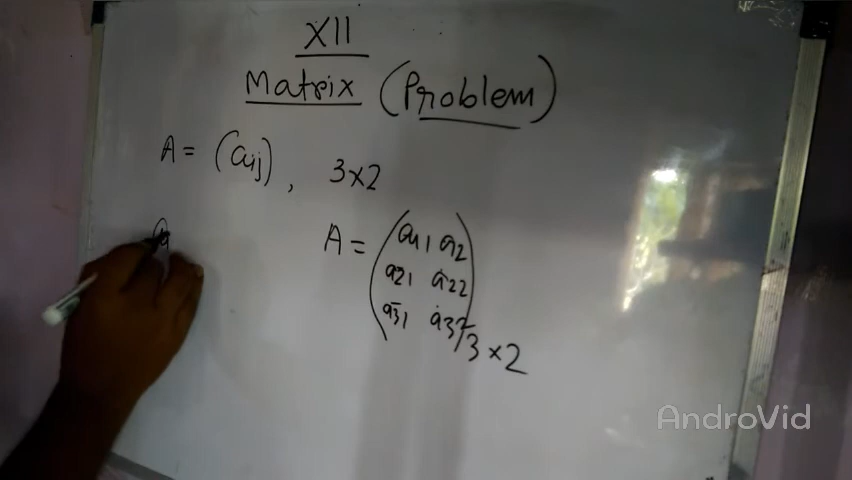 XII
Matrix (Problem)
A = (aij), 3×2
A = (a11 a12
a21 a22
a31 a32)3×2
AndroVid